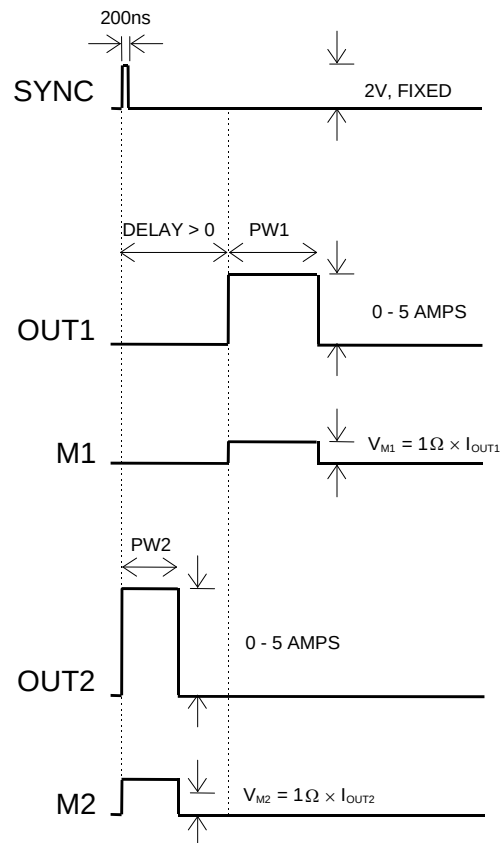 200ns
SYNC
2V, FIXED
DELAY > 0
PW1
OUT1
0 - 5 AMPS
M1
VM1 = 1Ω × IOUT1
PW2
OUT2
0 - 5 AMPS
M2
VM2 = 1Ω × IOUT2